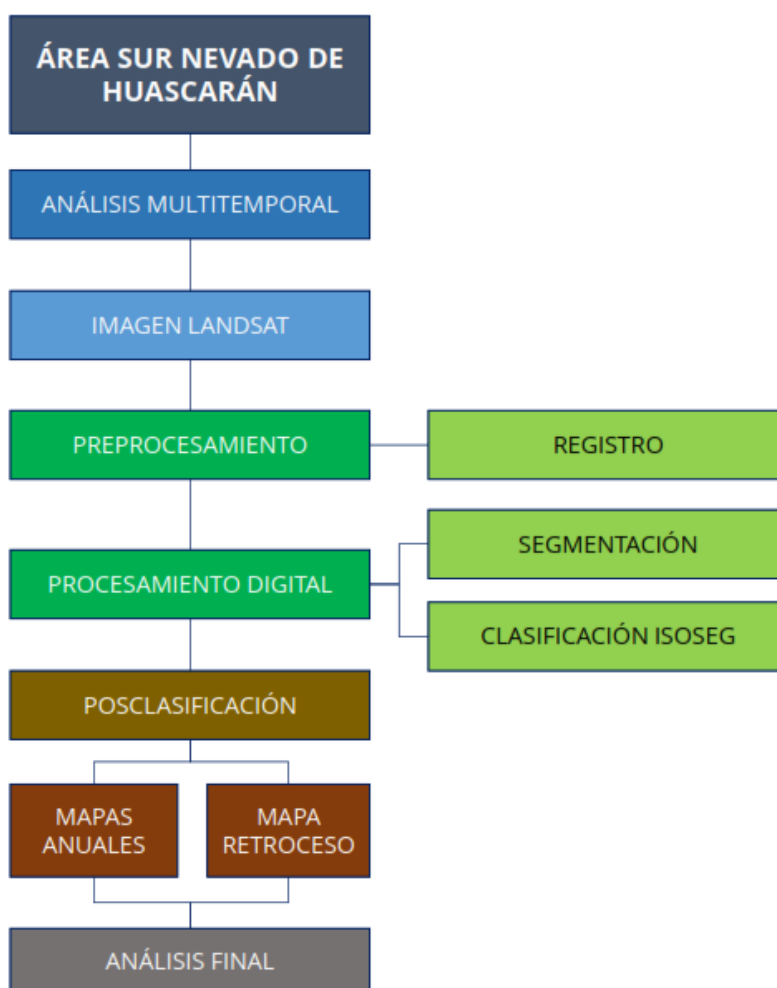 ÁREA SUR NEVADO DE
HUASCARÁN
ANÁLISIS MULTITEMPORAL
IMAGEN LANDSAT
PREPROCESAMIENTO
REGISTRO
SEGMENTACIÓN
PROCESAMIENTO DIGITAL
CLASIFICACIÓN ISOSEG
POSCLASIFICACIÓN
MAPAS
ANUALES
MAPA
RETROCESO
ANÁLISIS FINAL